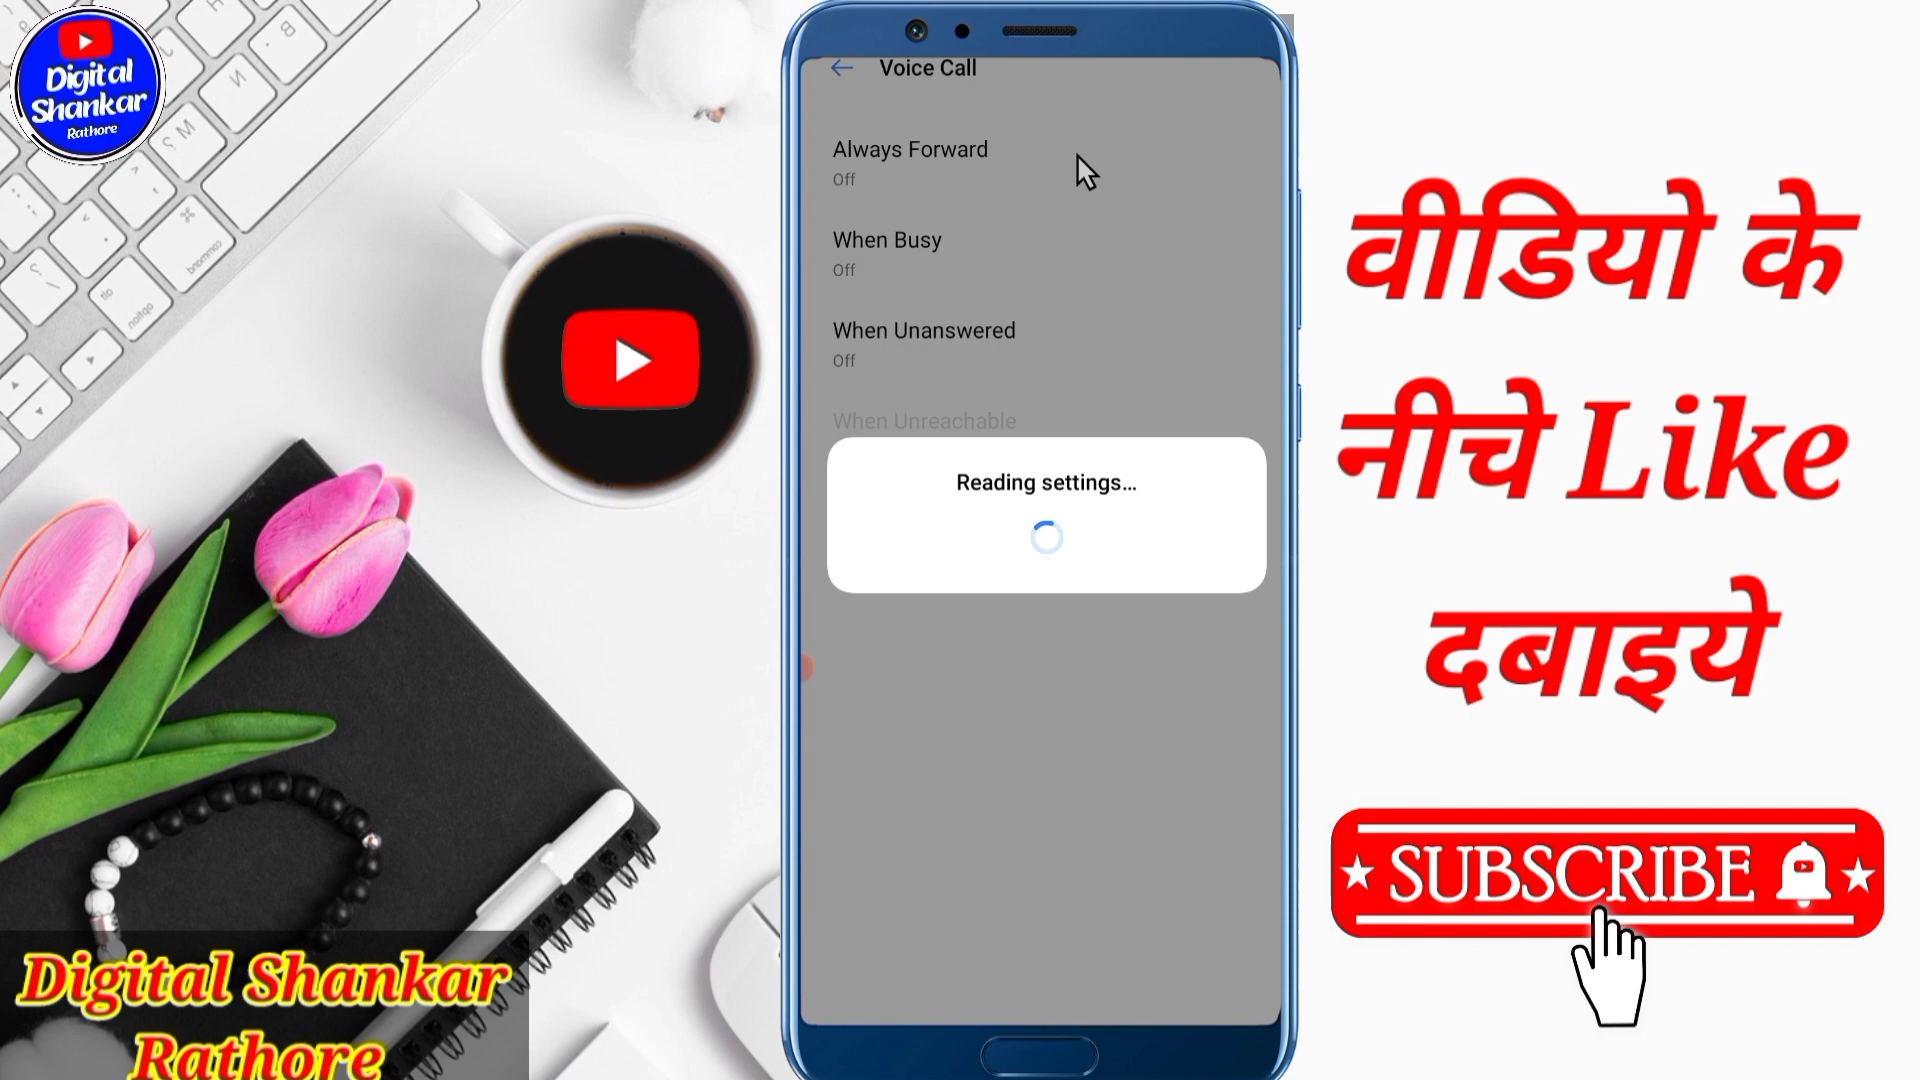 Digital
Shankar
Rathore
Voice Call
Always Forward
Off
When Busy
Off
When Unanswered
Off
When Unreachable
Reading settings...
वीडियो के
नीचे Like
दबाइये
SUBSCRIBE
Digital Shankar
Rathore